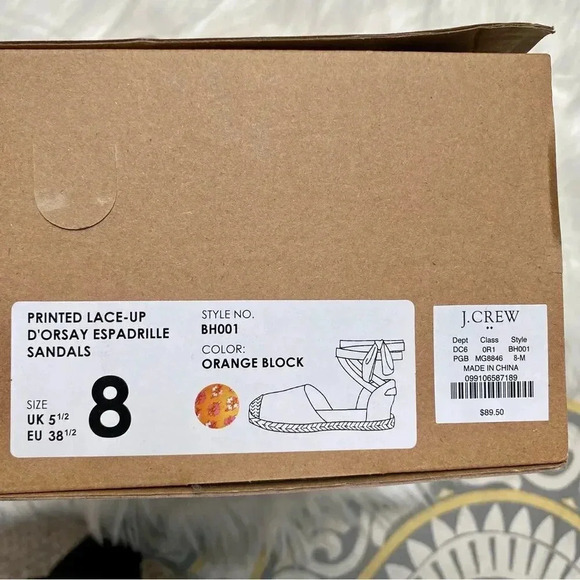 PRINTED LACE-UP
D'ORSAY ESPADRILLE
SANDALS
SIZE
UK 5 1/2
EU 38 1/2
8
STYLE NO.
BH001
COLOR:
ORANGE BLOCK
J.CREW
Dept Class Style
DC6 0R1 BH001
PGB MG8846 8-M
MADE IN CHINA
099106587189
$89.50